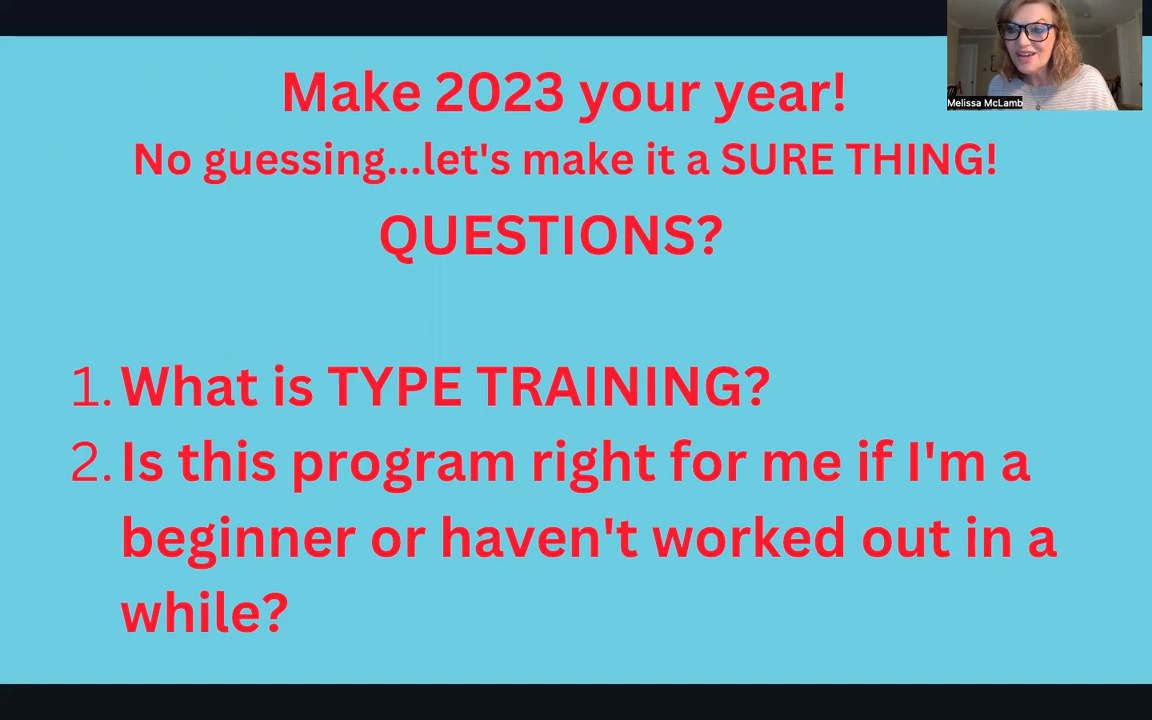 Make 2023 your year!
No guessing...let's make it a SURE THING!
QUESTIONS?
1. What is TYPE TRAINING?
2. Is this program right for me if I'm a
beginner or haven't worked out in a
while?
Melissa McLamb